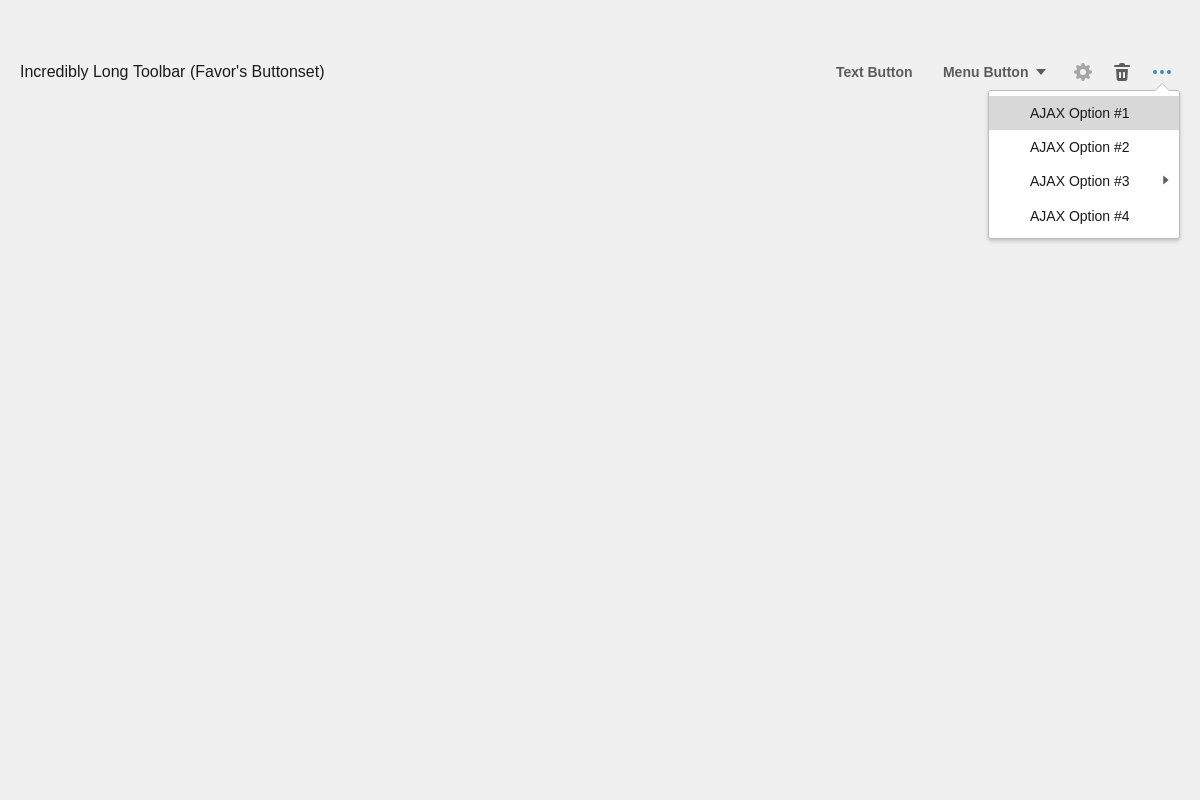 Incredibly Long Toolbar (Favor's Buttonset)
Text Button
Menu Button
AJAX Option #1
AJAX Option #2
AJAX Option #3
AJAX Option #4